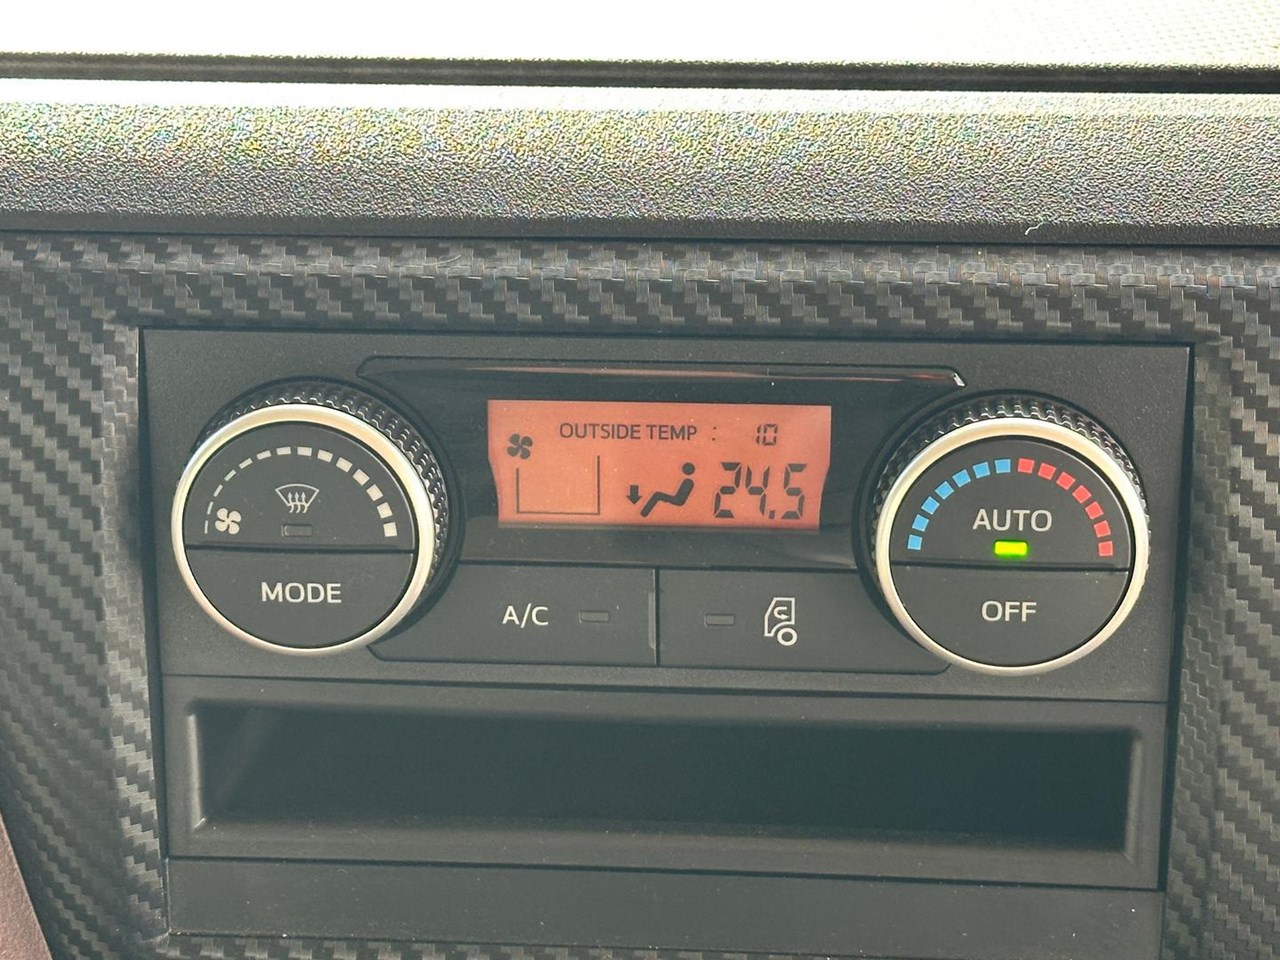 OUTSIDE TEMP : 10
24.5
AUTO
MODE
A/C
OFF